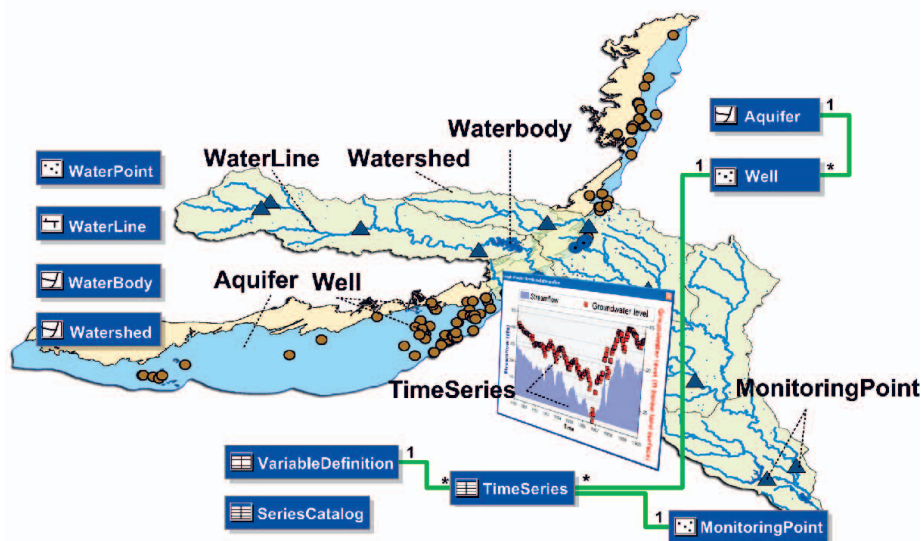 Aquifer
1
Well
*
1
Waterbody
WaterLine
Watershed
WaterPoint
WaterLine
WaterBody
Watershed
Aquifer
Well
Streamflow
Groundwater level
Time
TimeSeries
MonitoringPoint
VariableDefinition
1
*
TimeSeries
*
SeriesCatalog
1
MonitoringPoint